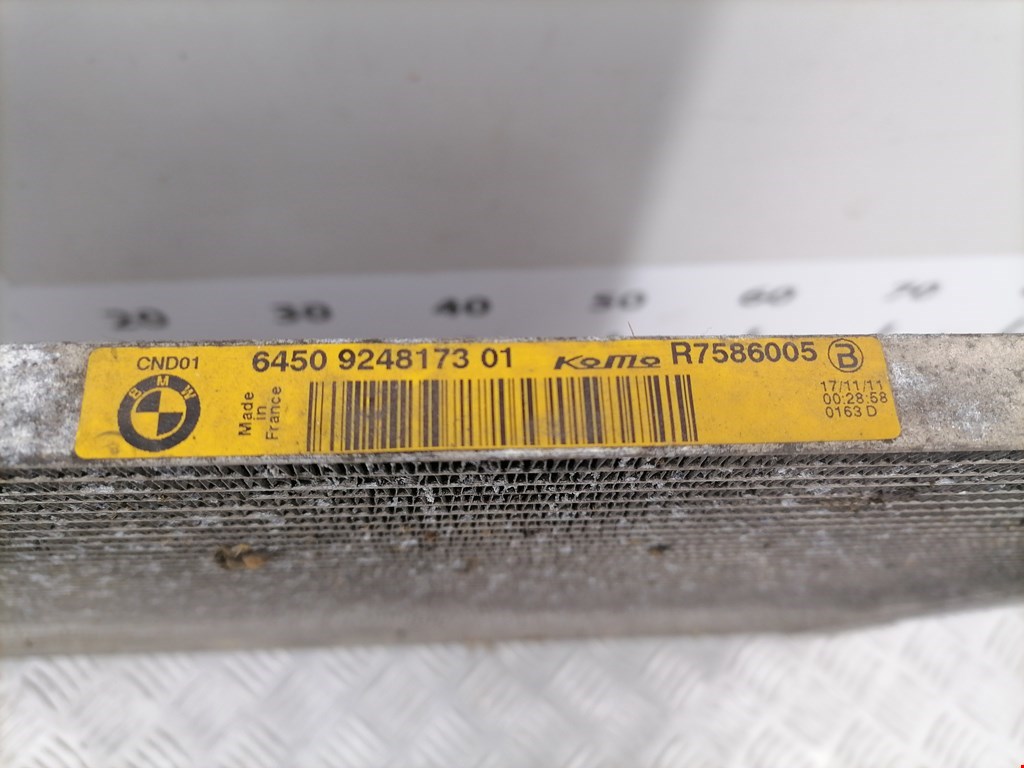 20 30 40 50 60 70
CND01 6450 9248173 01 KoMo R7586005 B
BMW
Made
in
France
17/11/11
00:28:58
0163 D